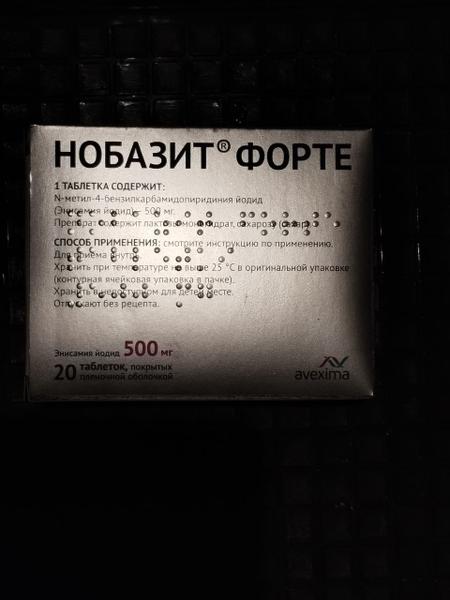 НОБАЗИТ® ФОРТЕ
1 ТАБЛЕТКА СОДЕРЖИТ:
N-метил-4-бензилкарбамидопиридиния йодид
(Энисамия йодид) – 500 мг.
Препарат содержит лактозы моногидрат, сахарозу (сахар).
СПОСОБ ПРИМЕНЕНИЯ: смотрите инструкцию по применению.
Для приема внутрь.
Хранить при температуре не выше 25 °С в оригинальной упаковке
(контурная ячейковая упаковка в пачке).
Хранить в недоступном для детей месте.
Отпускают без рецепта.
Энисамия йодид 500 мг
20 таблеток, покрытых
пленочной оболочкой
avexima